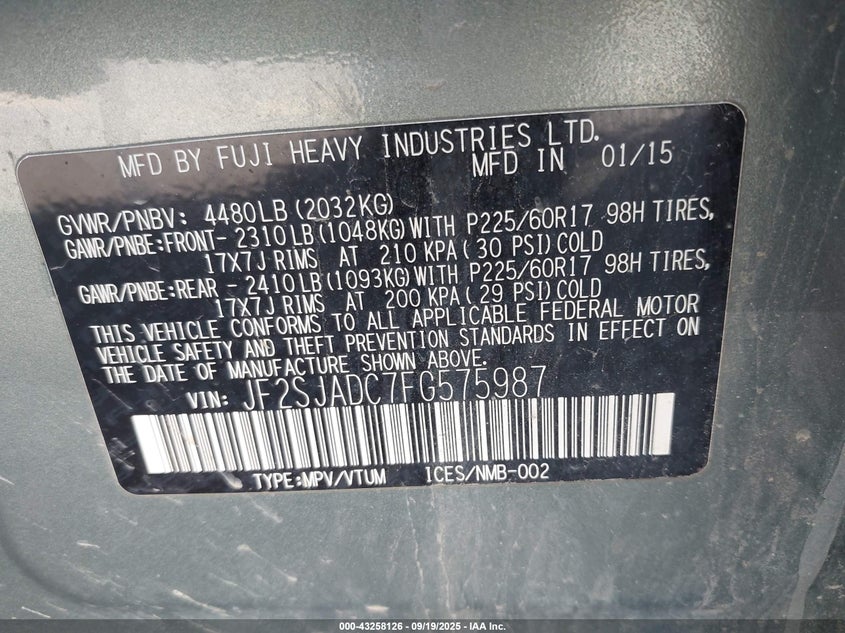 MFD BY FUJI HEAVY INDUSTRIES LTD.
MFD IN 01/15
GVWR/PNBV: 4480LB (2032KG)
GAWR/PNBE:FRONT- 2310LB (1048KG) WITH P225/60R17 98H TIRES,
17X7J RIMS AT 210 KPA ( 30 PSI) COLD
GAWR/PNBE:REAR - 2410LB (1093KG) WITH P225/60R17 98H TIRES,
17X7J RIMS AT 200 KPA ( 29 PSI) COLD
THIS VEHICLE CONFORMS TO ALL APPLICABLE FEDERAL MOTOR
VEHICLE SAFETY AND THEFT PREVENTION STANDARDS IN EFFECT ON
THE DATE OF MANUFACTURE SHOWN ABOVE.
VIN: JF2SJADC7FG575987
TYPE:MPV/VTUM ICES/NMB-002
000-43258126 - 09/19/2025 - IAA Inc.